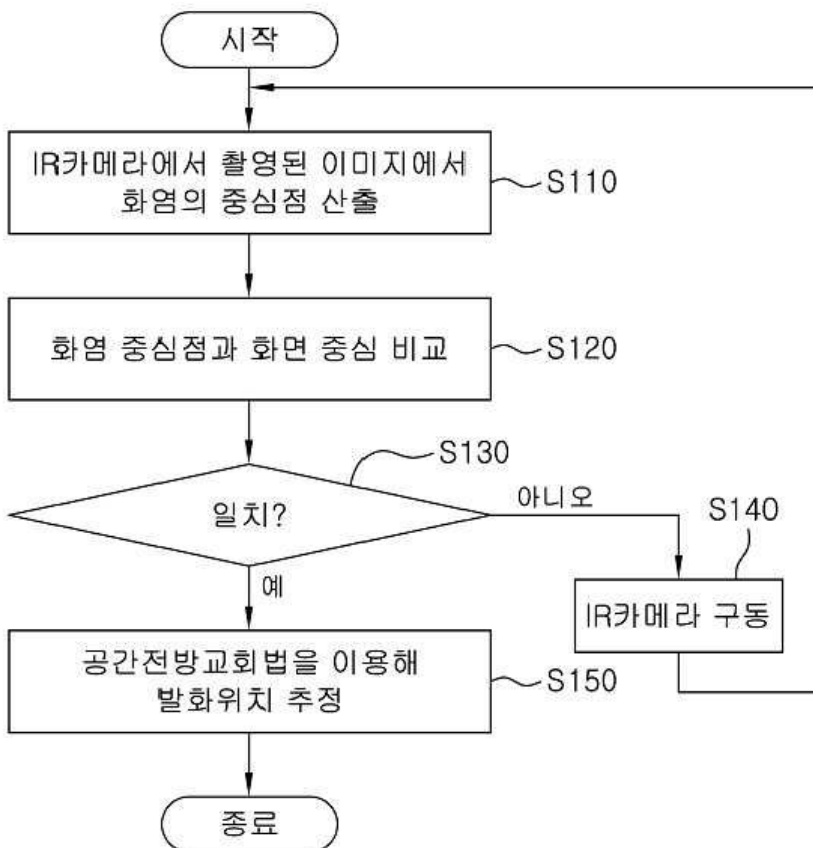 시작
IR카메라에서 촬영된 이미지에서
화염의 중심점 산출
S110
화염 중심점과 화면 중심 비교
S120
S130
일치?
아니오
S140
예
IR카메라 구동
공간전방교회법을 이용해
발화위치 추정
S150
종료